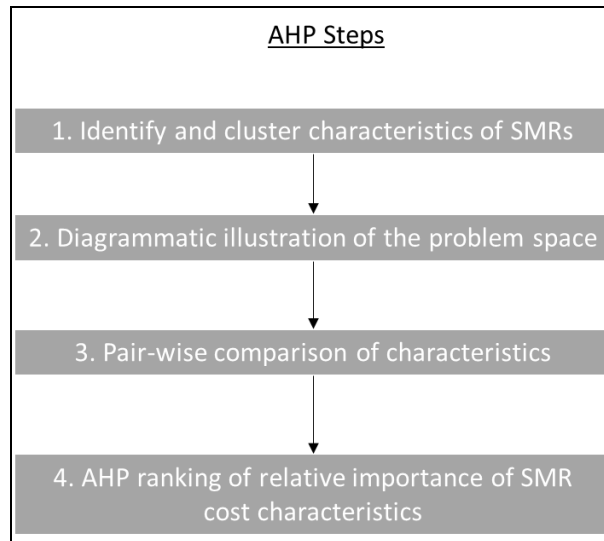 AHP Steps
1. Identify and cluster characteristics of SMRs
2. Diagrammatic illustration of the problem space
3. Pair-wise comparison of characteristics
4. AHP ranking of relative importance of SMR
cost characteristics